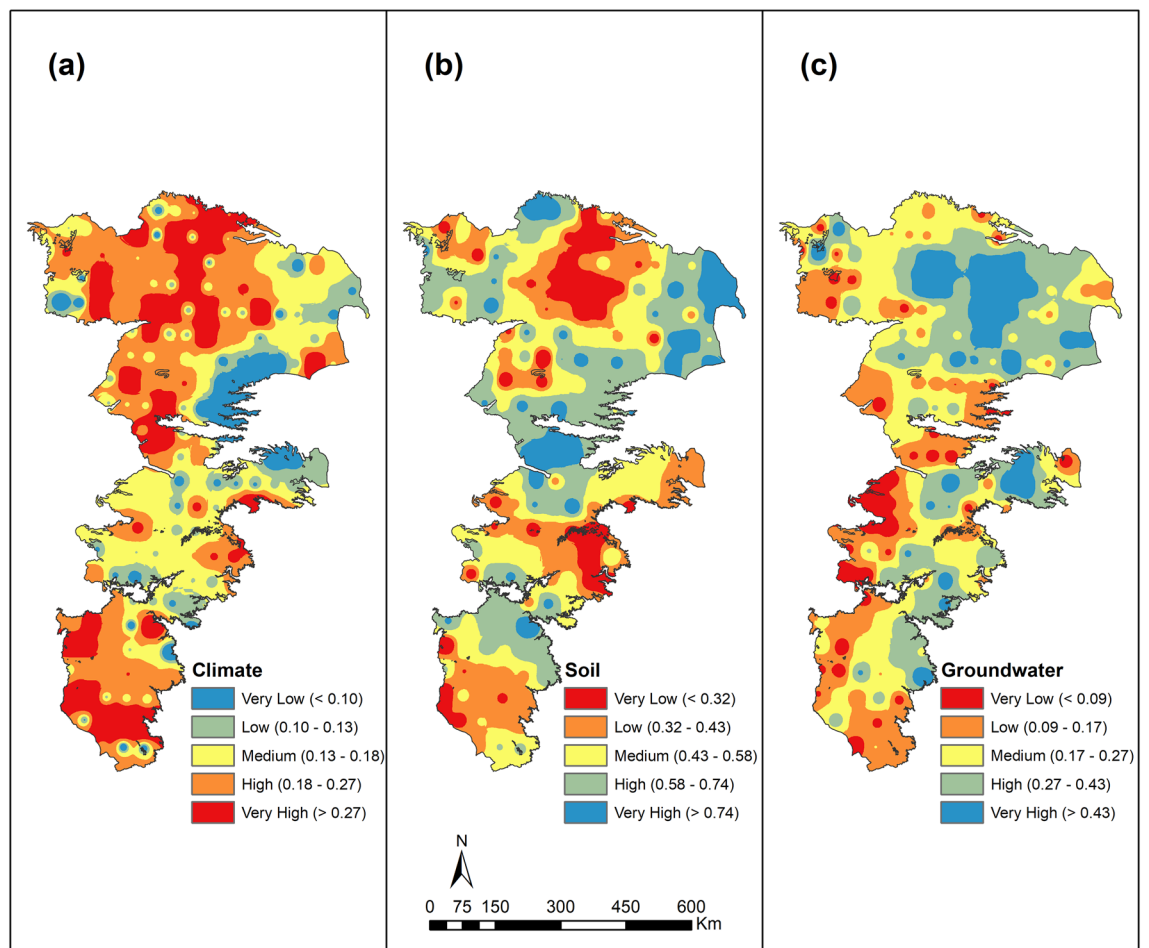 (a)
(b)
(c)
Climate
Very Low (< 0.10)
Low (0.10 - 0.13)
Medium (0.13 - 0.18)
High (0.18 - 0.27)
Very High (> 0.27)
Soil
Very Low (< 0.32)
Low (0.32 - 0.43)
Medium (0.43 - 0.58)
High (0.58 - 0.74)
Very High (> 0.74)
Groundwater
Very Low (< 0.09)
Low (0.09 - 0.17)
Medium (0.17 - 0.27)
High (0.27 - 0.43)
Very High (> 0.43)
N
0 75 150 300 450 600
Km